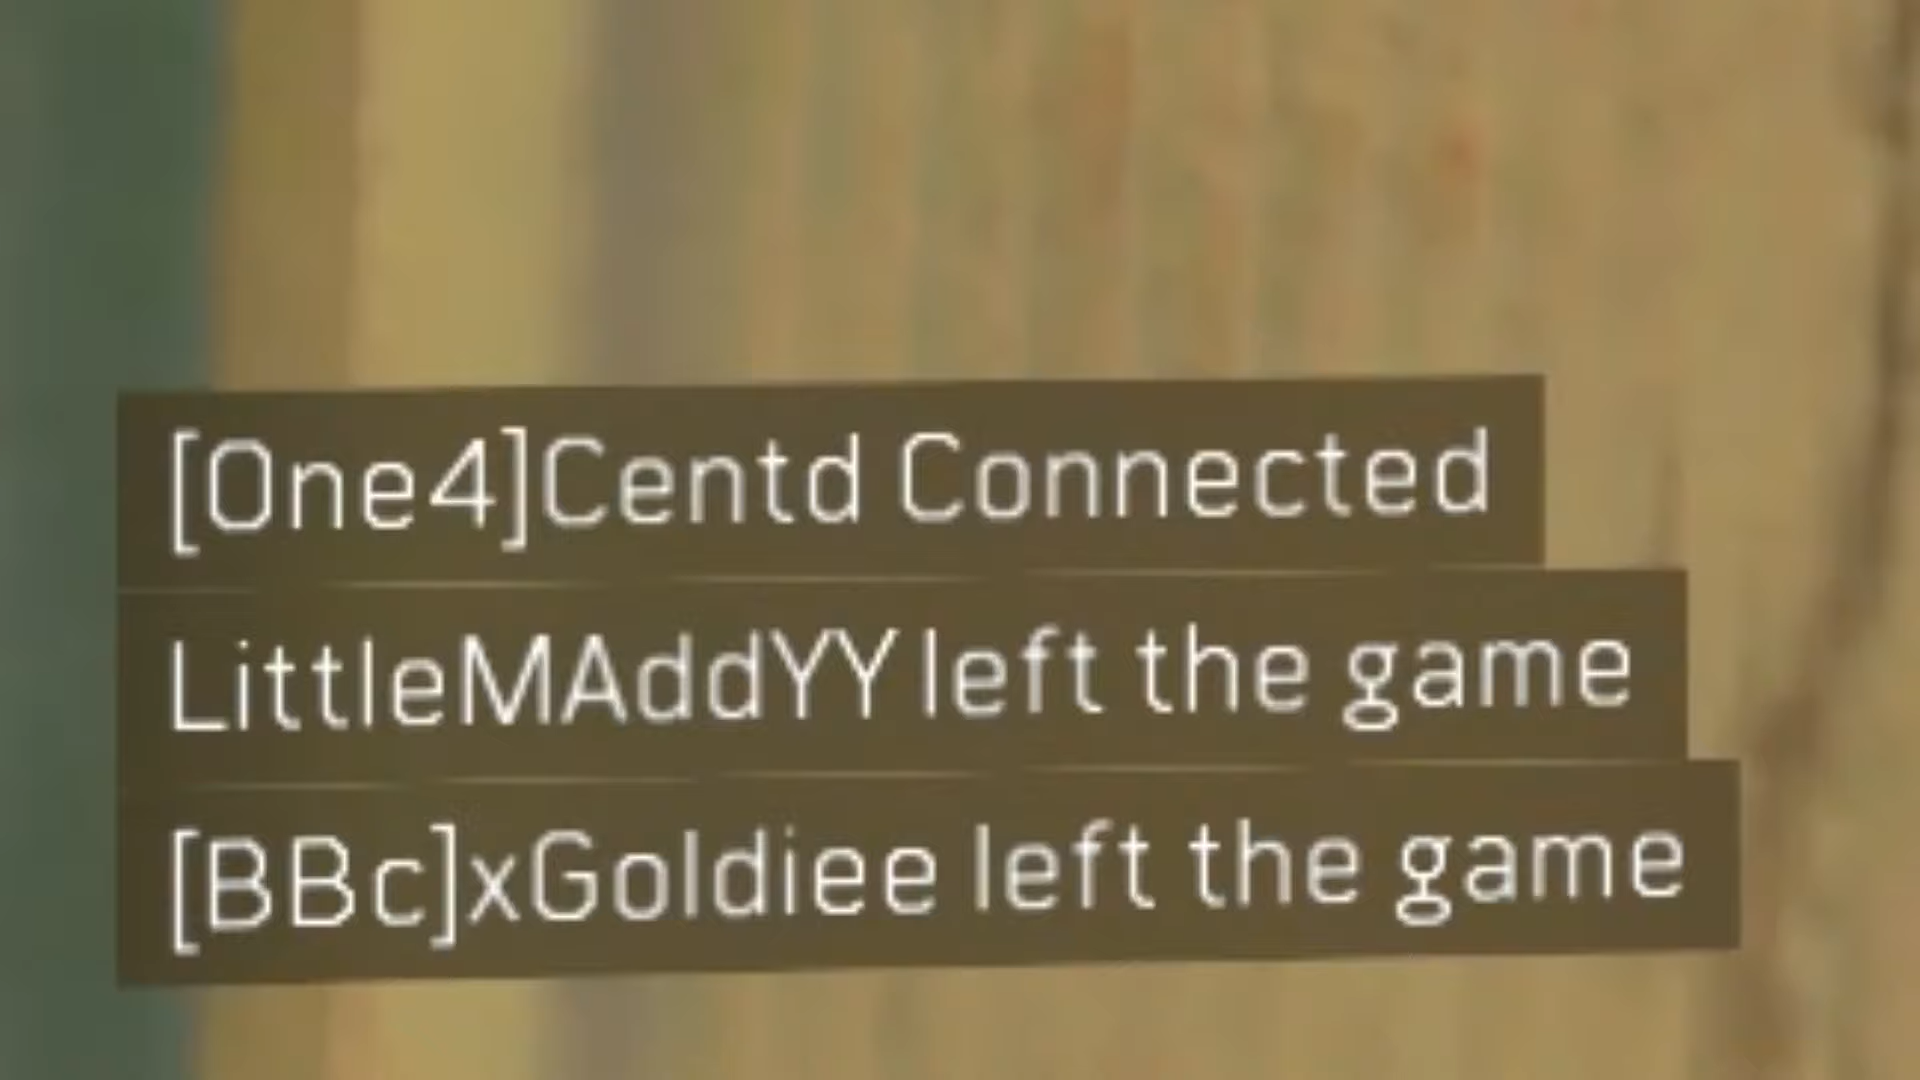 [One4]Centd Connected
LittleMAddYY left the game
[BBc]xGoldiee left the game